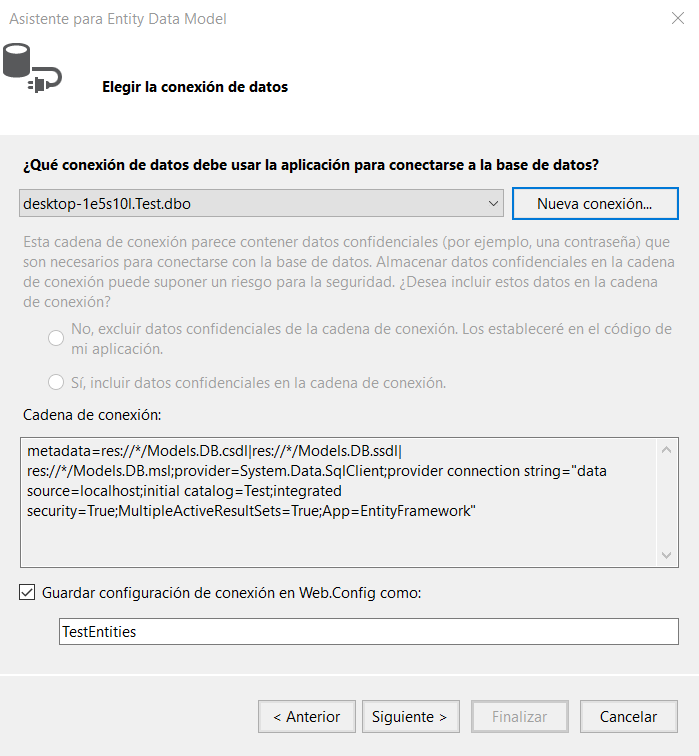 Asistente para Entity Data Model
Elegir la conexión de datos
¿Qué conexión de datos debe usar la aplicación para conectarse a la base de datos?
desktop-1e5s10l.Test.dbo
Nueva conexión...
Esta cadena de conexión parece contener datos confidenciales (por ejemplo, una contraseña) que
son necesarios para conectarse con la base de datos. Almacenar datos confidenciales en la cadena
de conexión puede suponer un riesgo para la seguridad. ¿Desea incluir estos datos en la cadena
de conexión?
No, excluir datos confidenciales de la cadena de conexión. Los estableceré en el código de
mi aplicación.
Sí, incluir datos confidenciales en la cadena de conexión.
Cadena de conexión:
metadata=res://*/Models.DB.csdl|res://*/Models.DB.ssdl|
res://*/Models.DB.msl;provider=System.Data.SqlClient;provider connection string="data
source=localhost;initial catalog=Test;integrated
security=True;MultipleActiveResultSets=True;App=EntityFramework"
Guardar configuración de conexión en Web.Config como:
TestEntities
< Anterior
Siguiente >
Finalizar
Cancelar